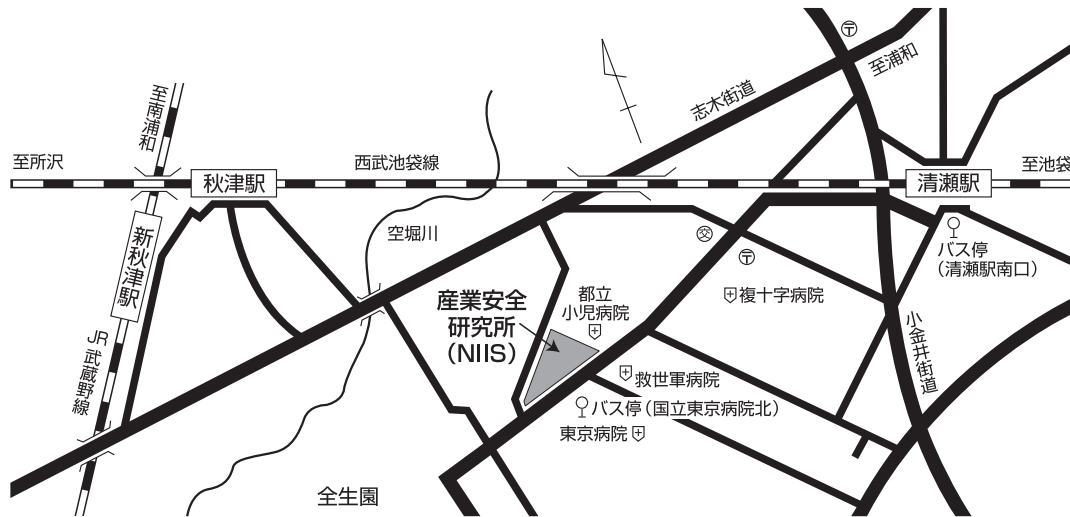 〒
至浦和
志木街道
至南浦和
至所沢
西武池袋線
至池袋
秋津駅
清瀬駅
新秋津駅
空堀川
交
〒
バス停
(清瀬駅南口)
産業安全
研究所
(NIIS)
都立
小児病院
複十字病院
小金井街道
JR 武蔵野線
救世軍病院
バス停(国立東京病院北)
東京病院
全生園